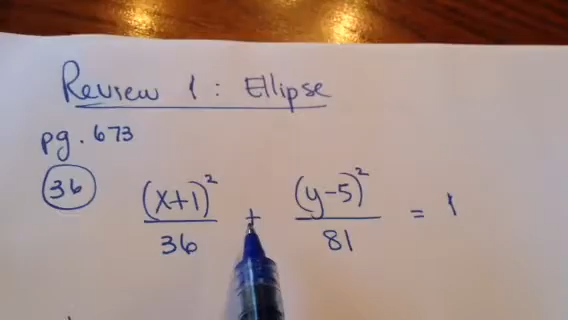 Review 1 : Ellipse
pg. 673
36
(x+1)² / 36 + (y-5)² / 81 = 1